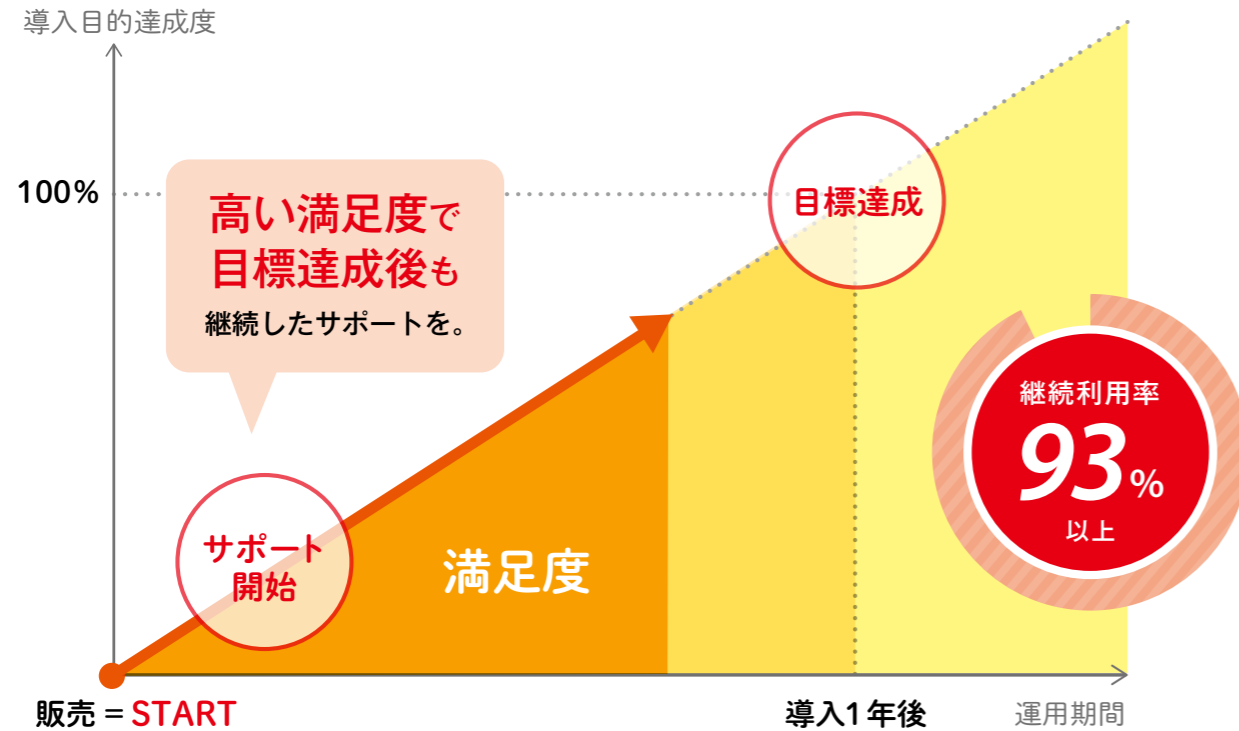 導入目的達成度
100%
高い満足度で
目標達成後も
継続したサポートを。
目標達成
継続利用率
93%
以上
サポート
開始
満足度
販売 = START
導入1年後
運用期間